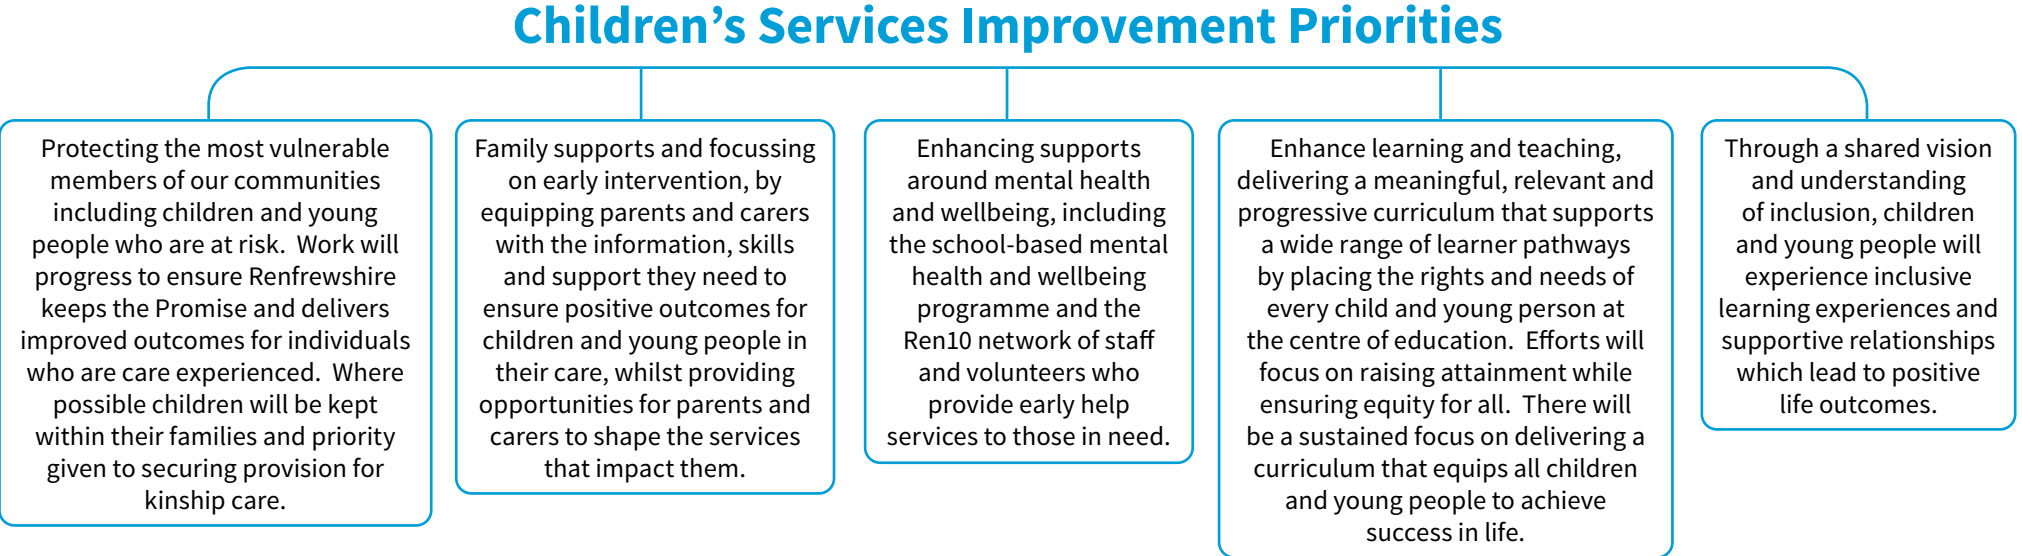 Children’s Services Improvement Priorities
Protecting the most vulnerable
members of our communities
including children and young
people who are at risk.  Work will
progress to ensure Renfrewshire
keeps the Promise and delivers
improved outcomes for individuals
who are care experienced.  Where
possible children will be kept
within their families and priority
given to securing provision for
kinship care.
Family supports and focussing
on early intervention, by
equipping parents and carers
with the information, skills
and support they need to
ensure positive outcomes for
children and young people in
their care, whilst providing
opportunities for parents and
carers to shape the services
that impact them.
Enhancing supports
around mental health
and wellbeing, including
the school-based mental
health and wellbeing
programme and the
Ren10 network of staff
and volunteers who
provide early help
services to those in need.
Enhance learning and teaching,
delivering a meaningful, relevant and
progressive curriculum that supports
a wide range of learner pathways
by placing the rights and needs of
every child and young person at
the centre of education.  Efforts will
focus on raising attainment while
ensuring equity for all.  There will
be a sustained focus on delivering a
curriculum that equips all children
and young people to achieve
success in life.
Through a shared vision
and understanding
of inclusion, children
and young people will
experience inclusive
learning experiences and
supportive relationships
which lead to positive
life outcomes.